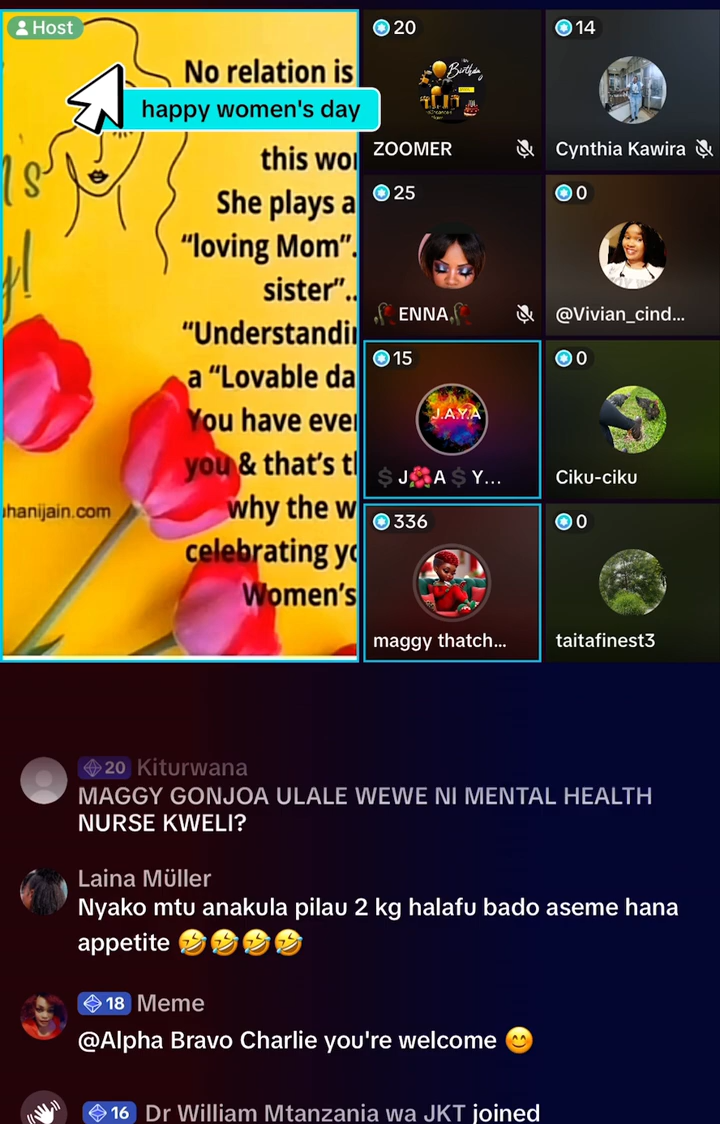 Host
No relation is
happy women's day
this wor
She plays a
“loving Mom”.
sister”..
“Understandi
a “Lovable da
You have eve
you & that’s t
uhanijain.com
why the w
celebrating yo
Women’s
's
y!
20
ZOOMER
Birthday
14
Cynthia Kawira
25
🥀ENNA🥀
0
@Vivian_cind...
15
J.A.Y.A
💲J🌺A💲Y...
0
Ciku-ciku
336
maggy thatch...
0
taitafinest3
20 Kiturwana
MAGGY GONJOA ULALE WEWE NI MENTAL HEALTH
NURSE KWELI?
Laina Müller
Nyako mtu anakula pilau 2 kg halafu bado aseme hana
appetite 🤣🤣🤣🤣
18 Meme
@Alpha Bravo Charlie you're welcome 😊
16 Dr William Mtanzania wa JKT joined